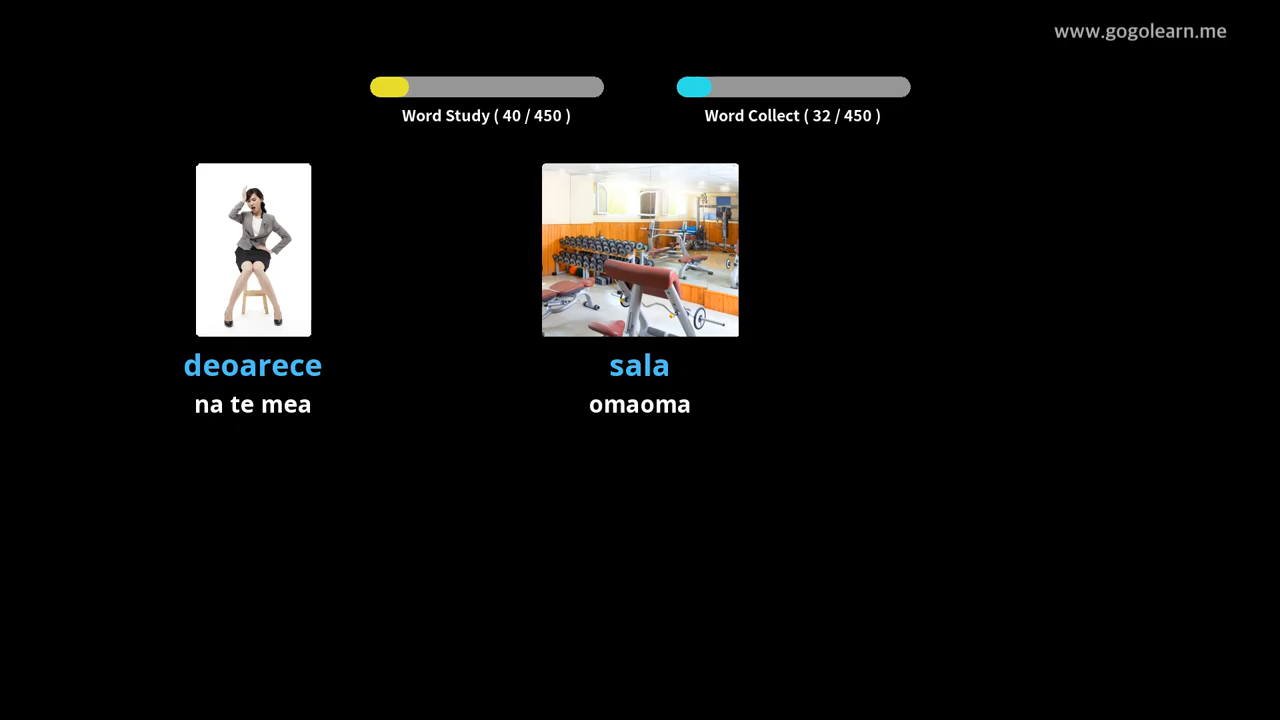 www.gogolearn.me
Word Study ( 40 / 450 )
Word Collect ( 32 / 450 )
deoarece
na te mea
sala
omaoma